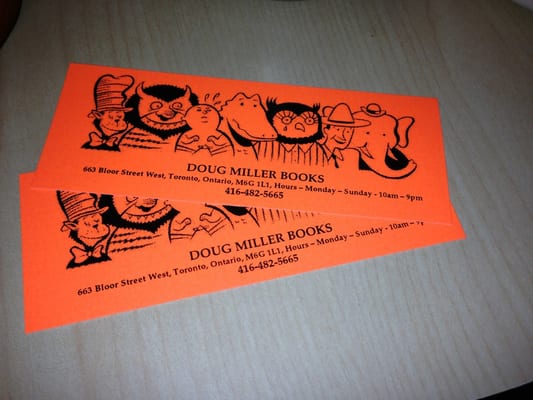 DOUG MILLER BOOKS
663 Bloor Street West, Toronto, Ontario, M6G 1L1, Hours – Monday – Sunday - 10am – 9pm
416-482-5665
DOUG MILLER BOOKS
663 Bloor Street West, Toronto, Ontario, M6G 1L1, Hours – Monday – Sunday - 10am – 9pm
416-482-5665